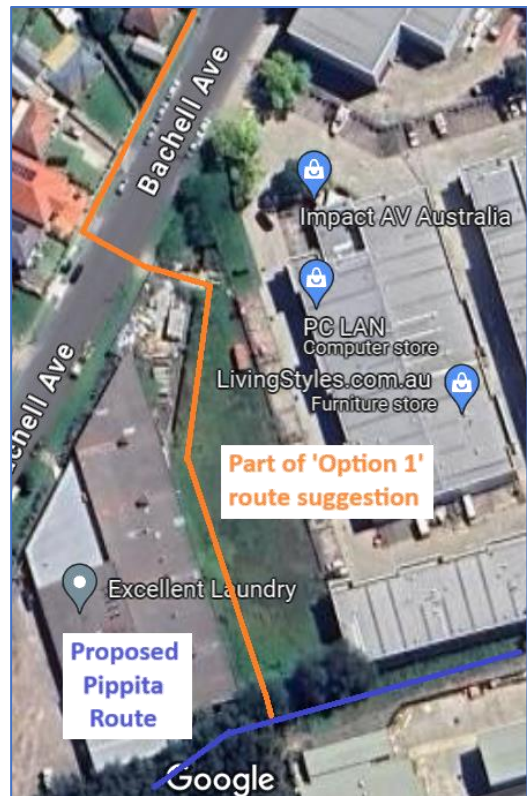 Bachell Ave
Impact AV Australia
PC LAN
Computer store
LivingStyles.com.au
Furniture store
chell Ave
Part of 'Option 1'
route suggestion
Excellent Laundry
Proposed
Pippita
Route
Google